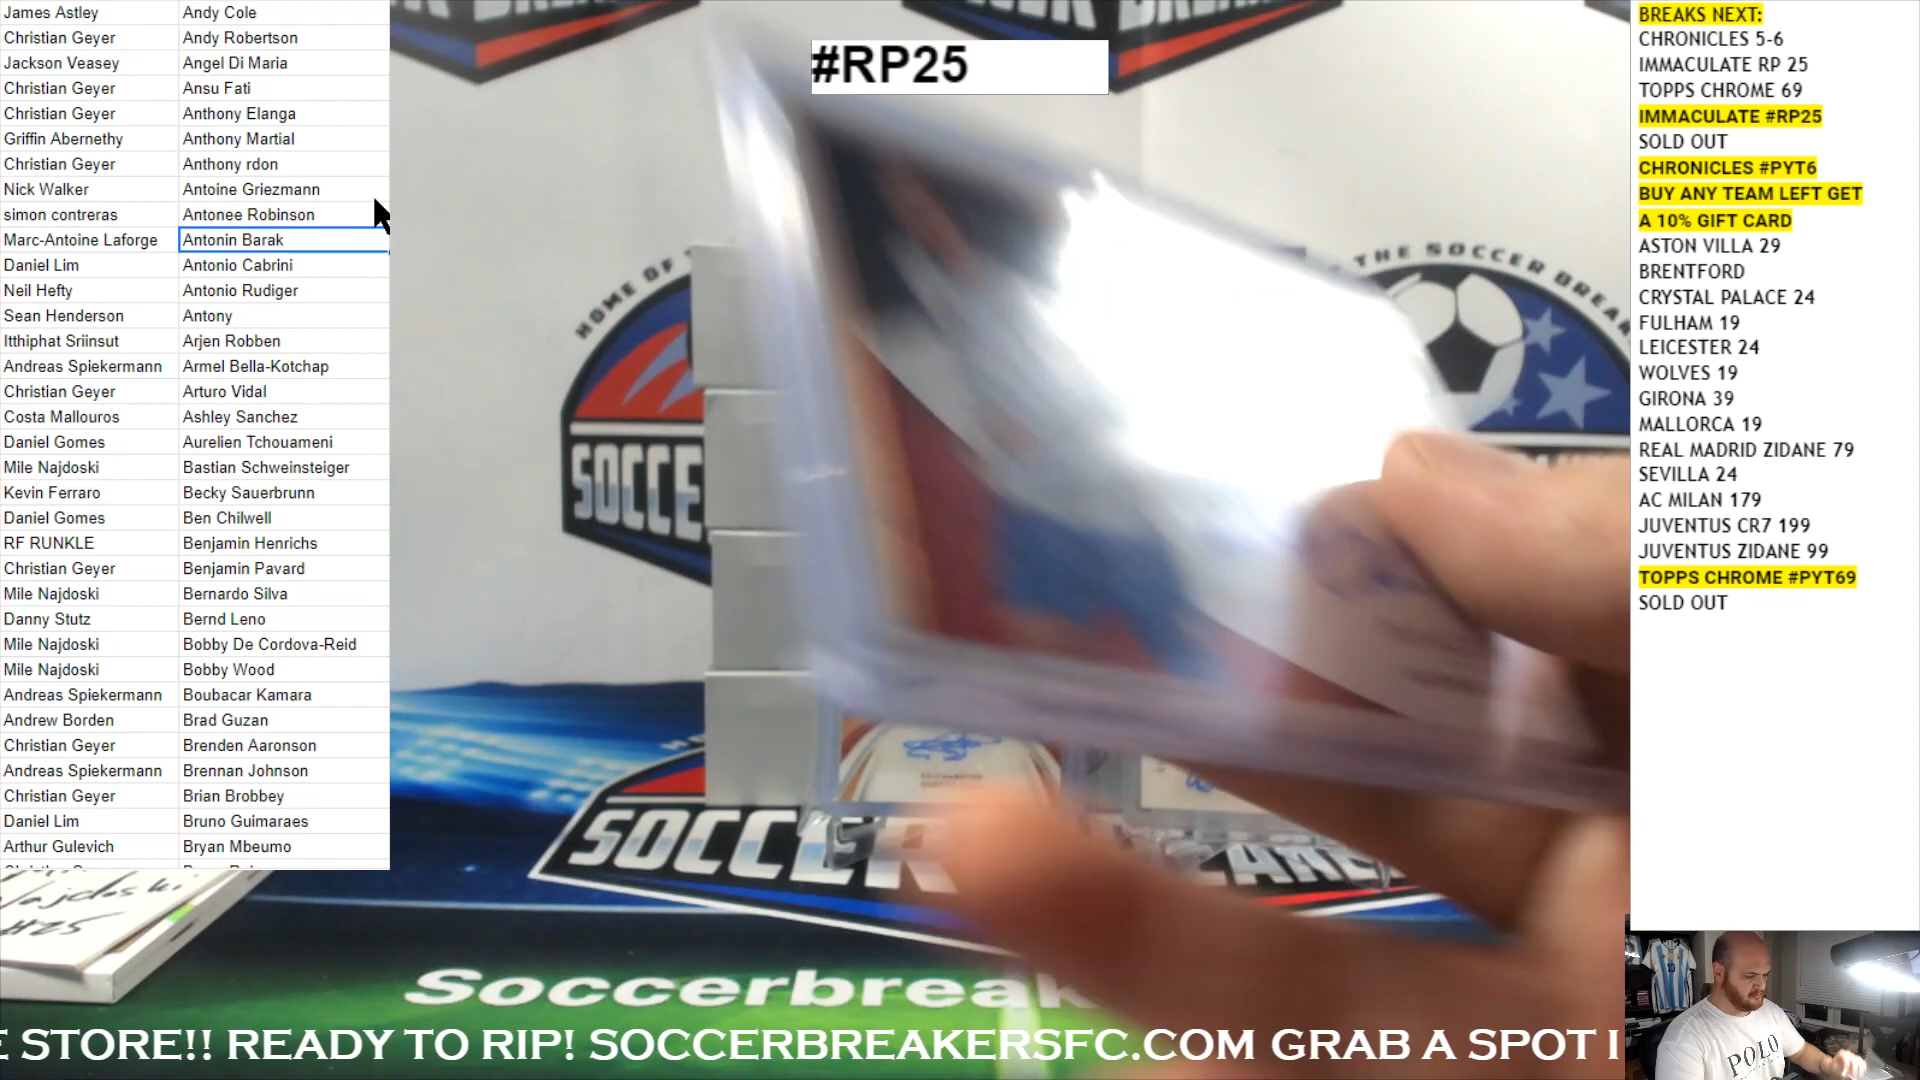 James Astley Andy Cole
Christian Geyer Andy Robertson
Jackson Veasey Angel Di Maria
Christian Geyer Ansu Fati
Christian Geyer Anthony Elanga
Griffin Abernethy Anthony Martial
Christian Geyer Anthony rdon
Nick Walker Antoine Griezmann
simon contreras Antonee Robinson
Marc-Antoine Laforge Antonin Barak
Daniel Lim Antonio Cabrini
Neil Hefty Antonio Rudiger
Sean Henderson Antony
Itthiphat Sriinsut Arjen Robben
Andreas Spiekermann Armel Bella-Kotchap
Christian Geyer Arturo Vidal
Costa Mallouros Ashley Sanchez
Daniel Gomes Aurelien Tchouameni
Mile Najdoski Bastian Schweinsteiger
Kevin Ferraro Becky Sauerbrunn
Daniel Gomes Ben Chilwell
RF RUNKLE Benjamin Henrichs
Christian Geyer Benjamin Pavard
Mile Najdoski Bernardo Silva
Danny Stutz Bernd Leno
Mile Najdoski Bobby De Cordova-Reid
Mile Najdoski Bobby Wood
Andreas Spiekermann Boubacar Kamara
Andrew Borden Brad Guzan
Christian Geyer Brenden Aaronson
Andreas Spiekermann Brennan Johnson
Christian Geyer Brian Brobbey
Daniel Lim Bruno Guimaraes
Arthur Gulevich Bryan Mbeumo
#RP25
HOME OF
THE SOCCER BREA
SOCCE
SOCCER
Soccerbreak
BREAKS NEXT:
CHRONICLES 5-6
IMMACULATE RP 25
TOPPS CHROME 69
IMMACULATE #RP25
SOLD OUT
CHRONICLES #PYT6
BUY ANY TEAM LEFT GET
A 10% GIFT CARD
ASTON VILLA 29
BRENTFORD
CRYSTAL PALACE 24
FULHAM 19
LEICESTER 24
WOLVES 19
GIRONA 39
MALLORCA 19
REAL MADRID ZIDANE 79
SEVILLA 24
AC MILAN 179
JUVENTUS CR7 199
JUVENTUS ZIDANE 99
TOPPS CHROME #PYT69
SOLD OUT
POLO
E STORE!! READY TO RIP! SOCCERBREAKERSFC.COM GRAB A SPOT I